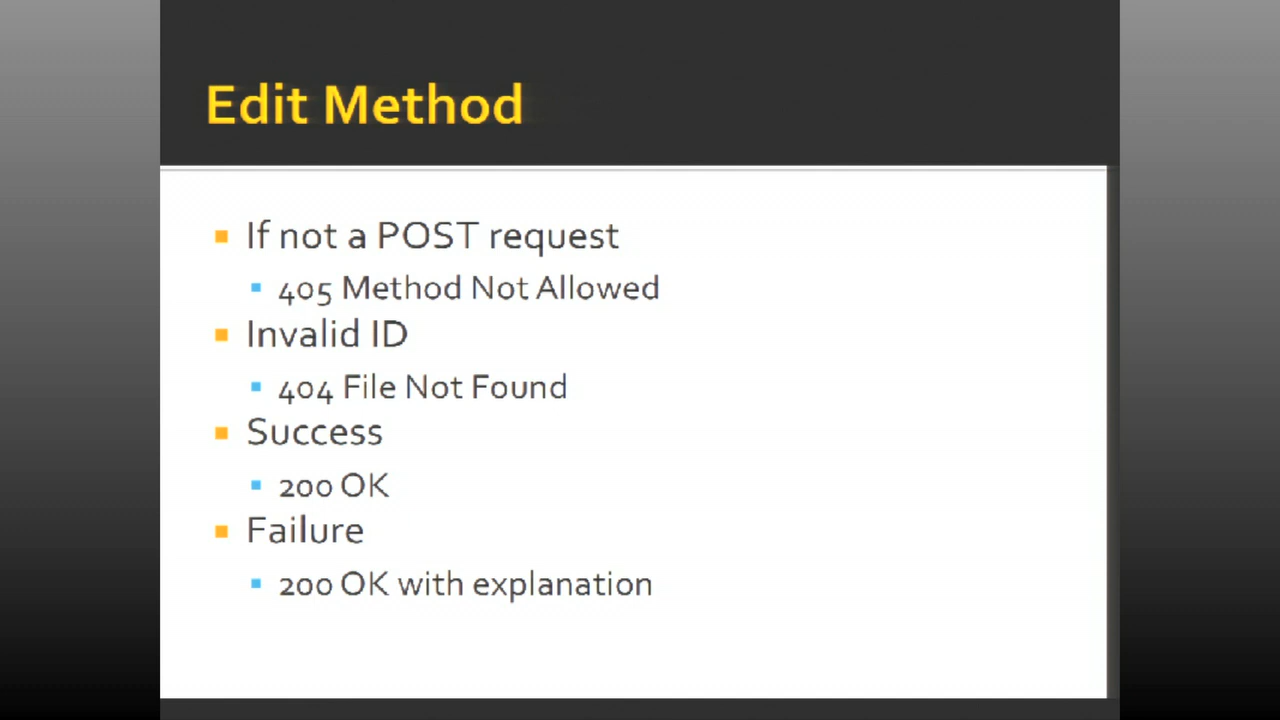 Edit Method
If not a POST request
405 Method Not Allowed
Invalid ID
404 File Not Found
Success
200 OK
Failure
200 OK with explanation